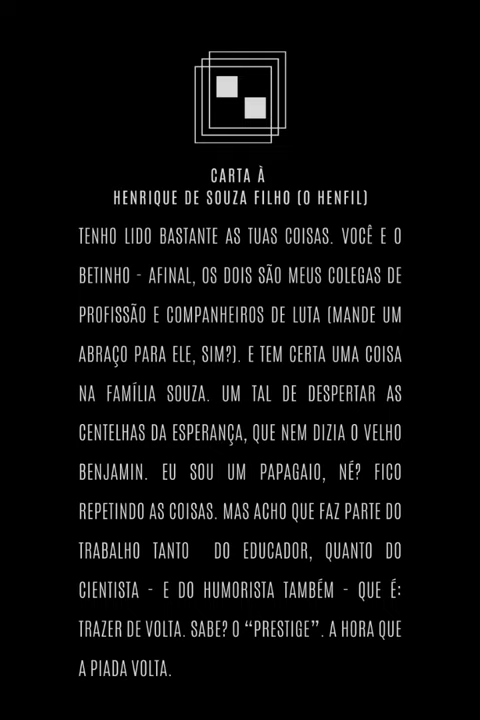 CARTA À
HENRIQUE DE SOUZA FILHO (O HENFIL)
TENHO LIDO BASTANTE AS TUAS COISAS. VOCÊ E O
BETINHO - AFINAL, OS DOIS SÃO MEUS COLEGAS DE
PROFISSÃO E COMPANHEIROS DE LUTA (MANDE UM
ABRAÇO PARA ELE, SIM?). E TEM CERTA UMA COISA
NA FAMÍLIA SOUZA. UM TAL DE DESPERTAR AS
CENTELHAS DA ESPERANÇA, QUE NEM DIZIA O VELHO
BENJAMIN. EU SOU UM PAPAGAIO, NÉ? FICO
REPETINDO AS COISAS. MAS ACHO QUE FAZ PARTE DO
TRABALHO TANTO DO EDUCADOR, QUANTO DO
CIENTISTA - E DO HUMORISTA TAMBÉM - QUE É:
TRAZER DE VOLTA. SABE? O “PRESTIGE”. A HORA QUE
A PIADA VOLTA.